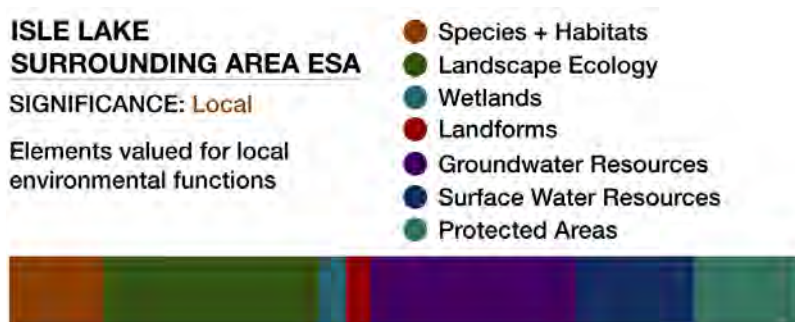 ISLE LAKE
SURROUNDING AREA ESA
SIGNIFICANCE: Local
Elements valued for local
environmental functions
Species + Habitats
Landscape Ecology
Wetlands
Landforms
Groundwater Resources
Surface Water Resources
Protected Areas